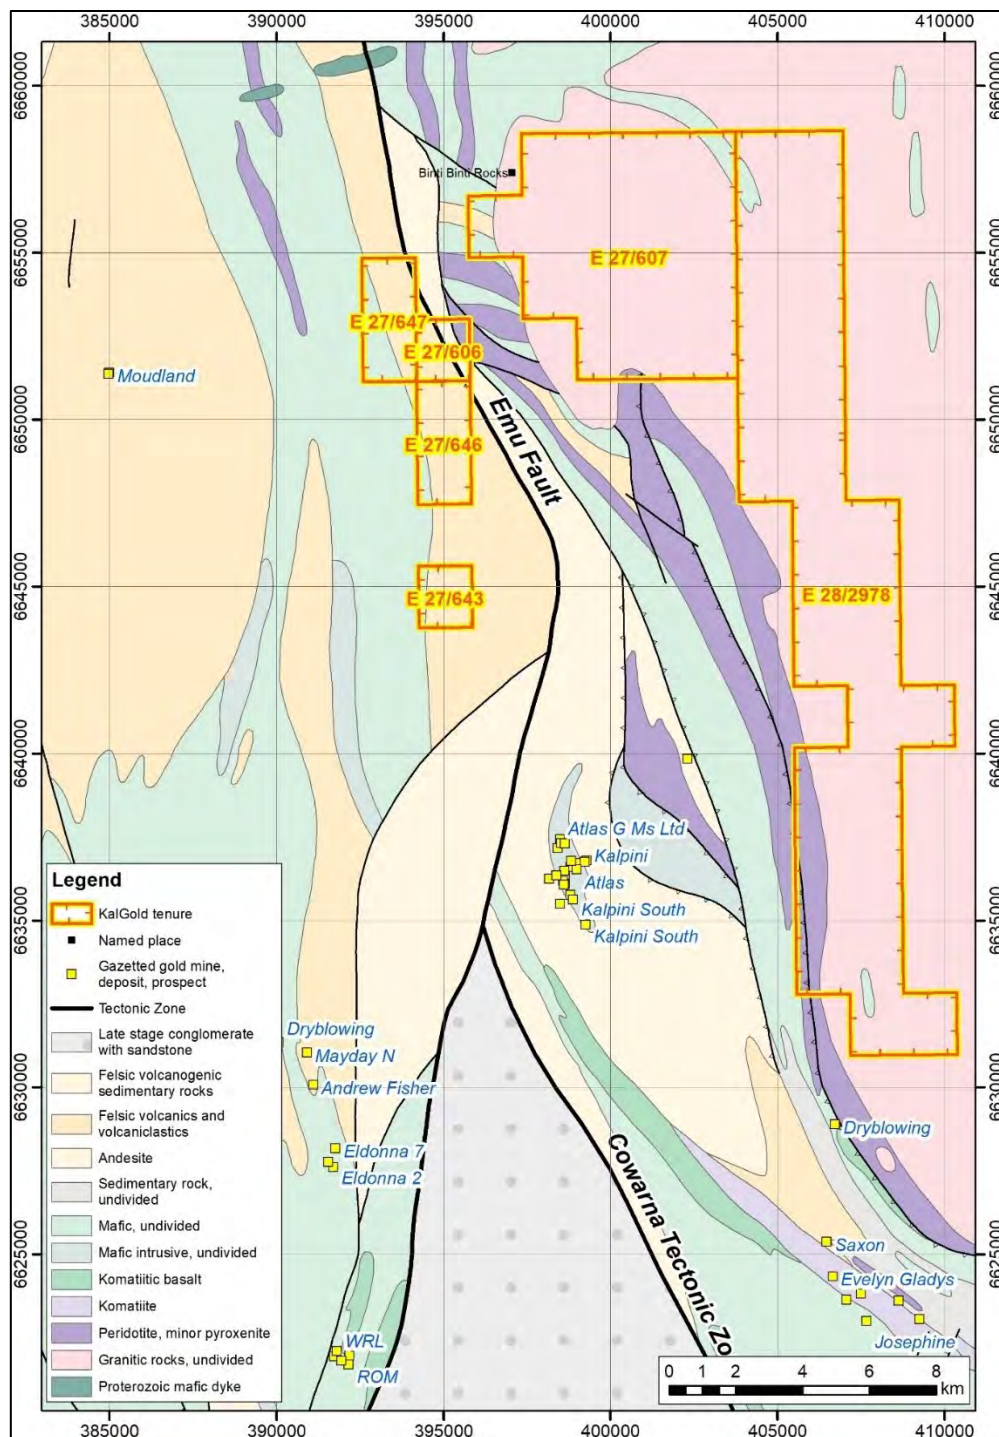 385000 390000 395000 400000 405000 410000
6660000 6660000
Binti Binti Rocks
6655000 6655000
E 27/607
E 27/647
E 27/606
Moudland
6650000 6650000
Emu Fault
E 27/646
6645000 6645000
E 27/643
E 28/2978
6640000 6640000
Atlas G Ms Ltd
Kalpini
Atlas
Kalpini South
Kalpini South
6635000 6635000
Legend
KalGold tenure
Named place
Gazetted gold mine,
deposit, prospect
Tectonic Zone
Late stage conglomerate
with sandstone
Felsic volcanogenic
sedimentary rocks
Felsic volcanics and
volcaniclastics
Andesite
Sedimentary rock,
undivided
Mafic, undivided
Mafic intrusive, undivided
Komatiitic basalt
Komatiite
Peridotite, minor pyroxenite
Granitic rocks, undivided
Proterozoic mafic dyke
Dryblowing
Mayday N
Andrew Fisher
6630000
Eldonna 7
Eldonna 2
Dryblowing
Cowarna Tectonic Zo
Saxon
6625000
Evelyn Gladys
Josephine
WRL
ROM
0 1 2 4 6 8
km
385000 390000 395000 400000 405000 410000